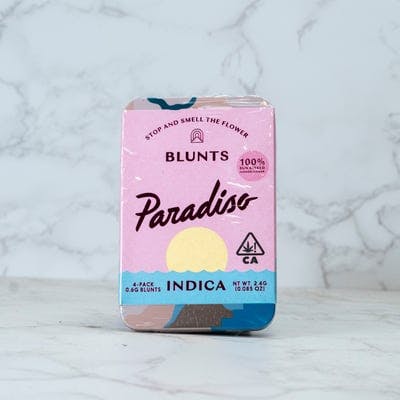 STOP AND SMELL THE FLOWER
BLUNTS
100%
Paradiso
CA
4-PACK
0.6G BLUNTS
INDICA
NT WT. 2.4G
(0.085 OZ)